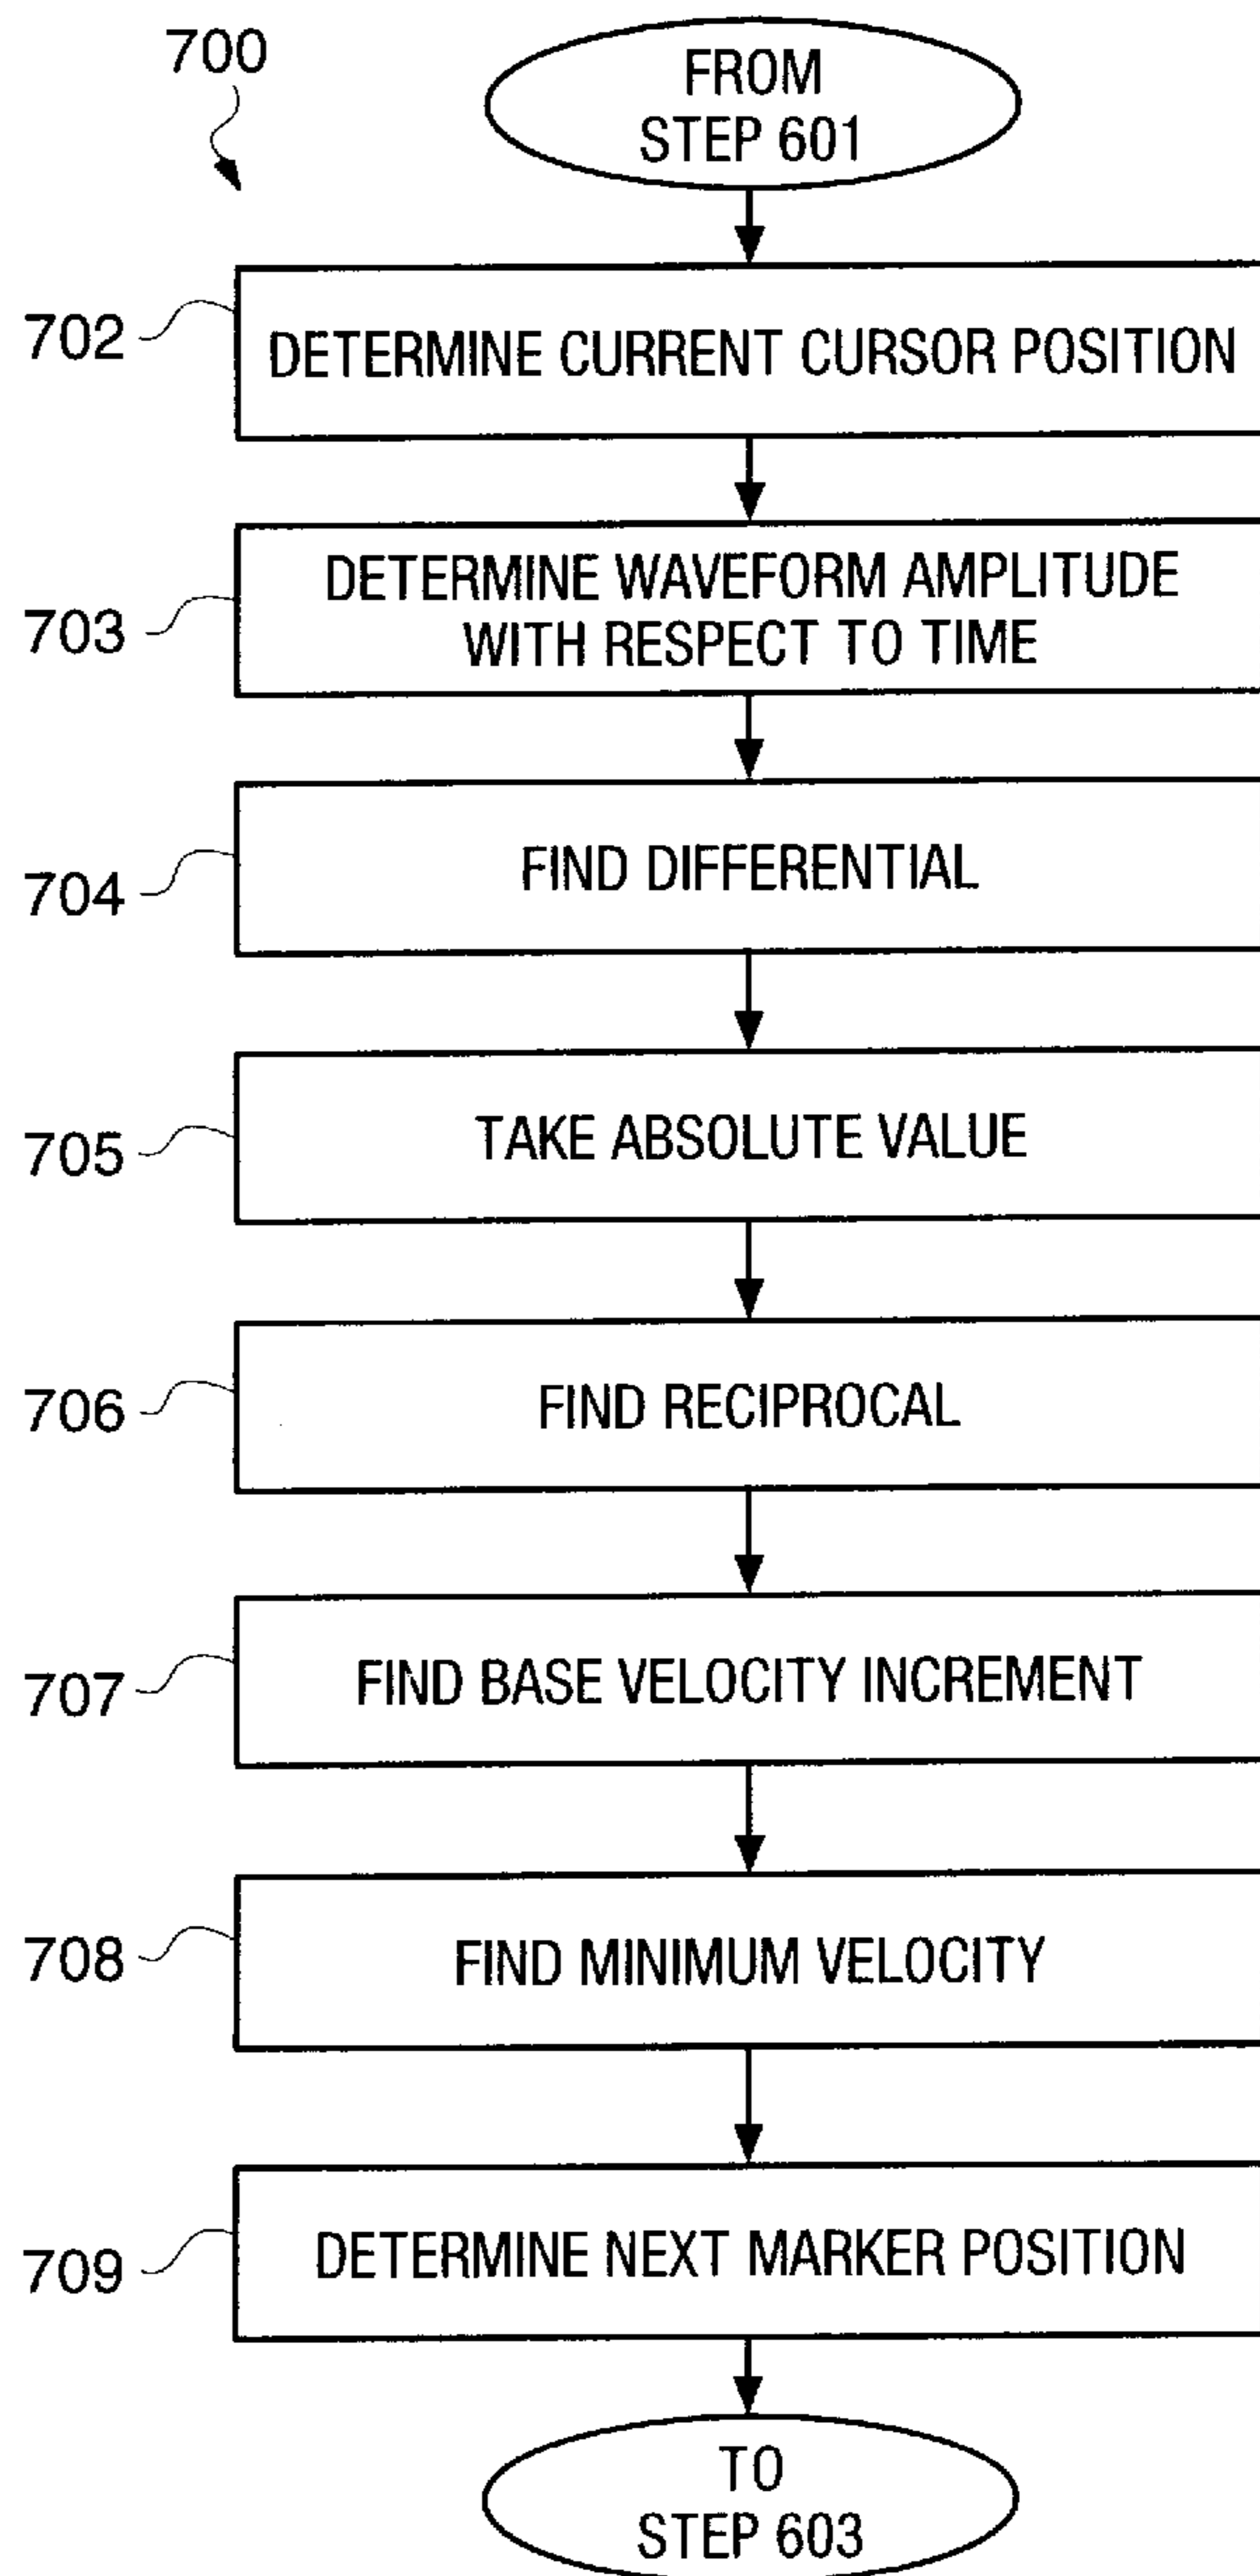 700
FROM
STEP 601
702
DETERMINE CURRENT CURSOR POSITION
703
DETERMINE WAVEFORM AMPLITUDE
WITH RESPECT TO TIME
704
FIND DIFFERENTIAL
705
TAKE ABSOLUTE VALUE
706
FIND RECIPROCAL
707
FIND BASE VELOCITY INCREMENT
708
FIND MINIMUM VELOCITY
709
DETERMINE NEXT MARKER POSITION
TO
STEP 603